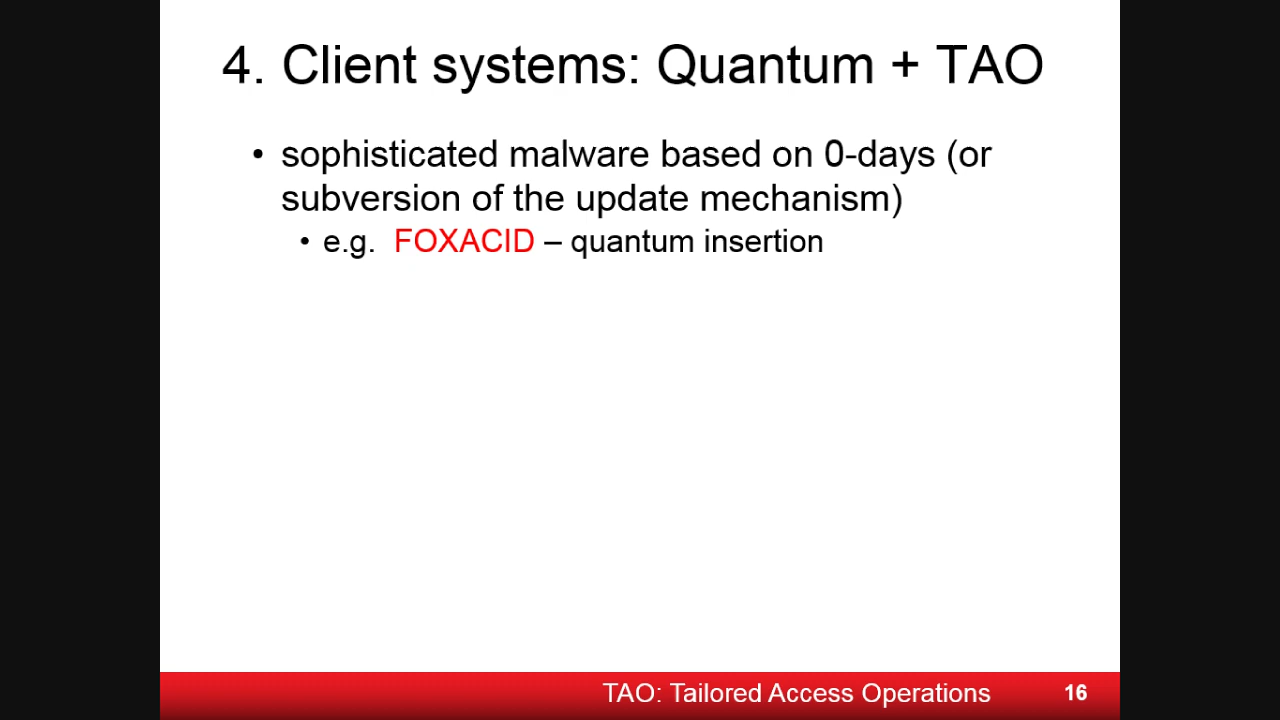 4. Client systems: Quantum + TAO
• sophisticated malware based on 0-days (or
subversion of the update mechanism)
• e.g. FOXACID – quantum insertion
TAO: Tailored Access Operations 16